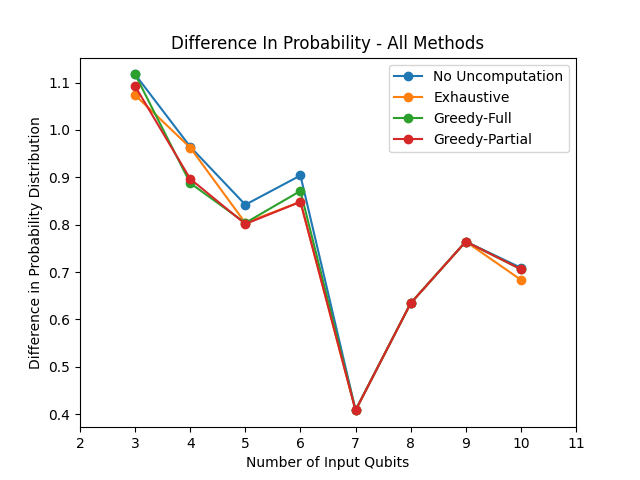 Difference In Probability - All Methods
No Uncomputation
Exhaustive
Greedy-Full
Greedy-Partial
Difference in Probability Distribution
1.1
1.0
0.9
0.8
0.7
0.6
0.5
0.4
2 3 4 5 6 7 8 9 10 11
Number of Input Qubits